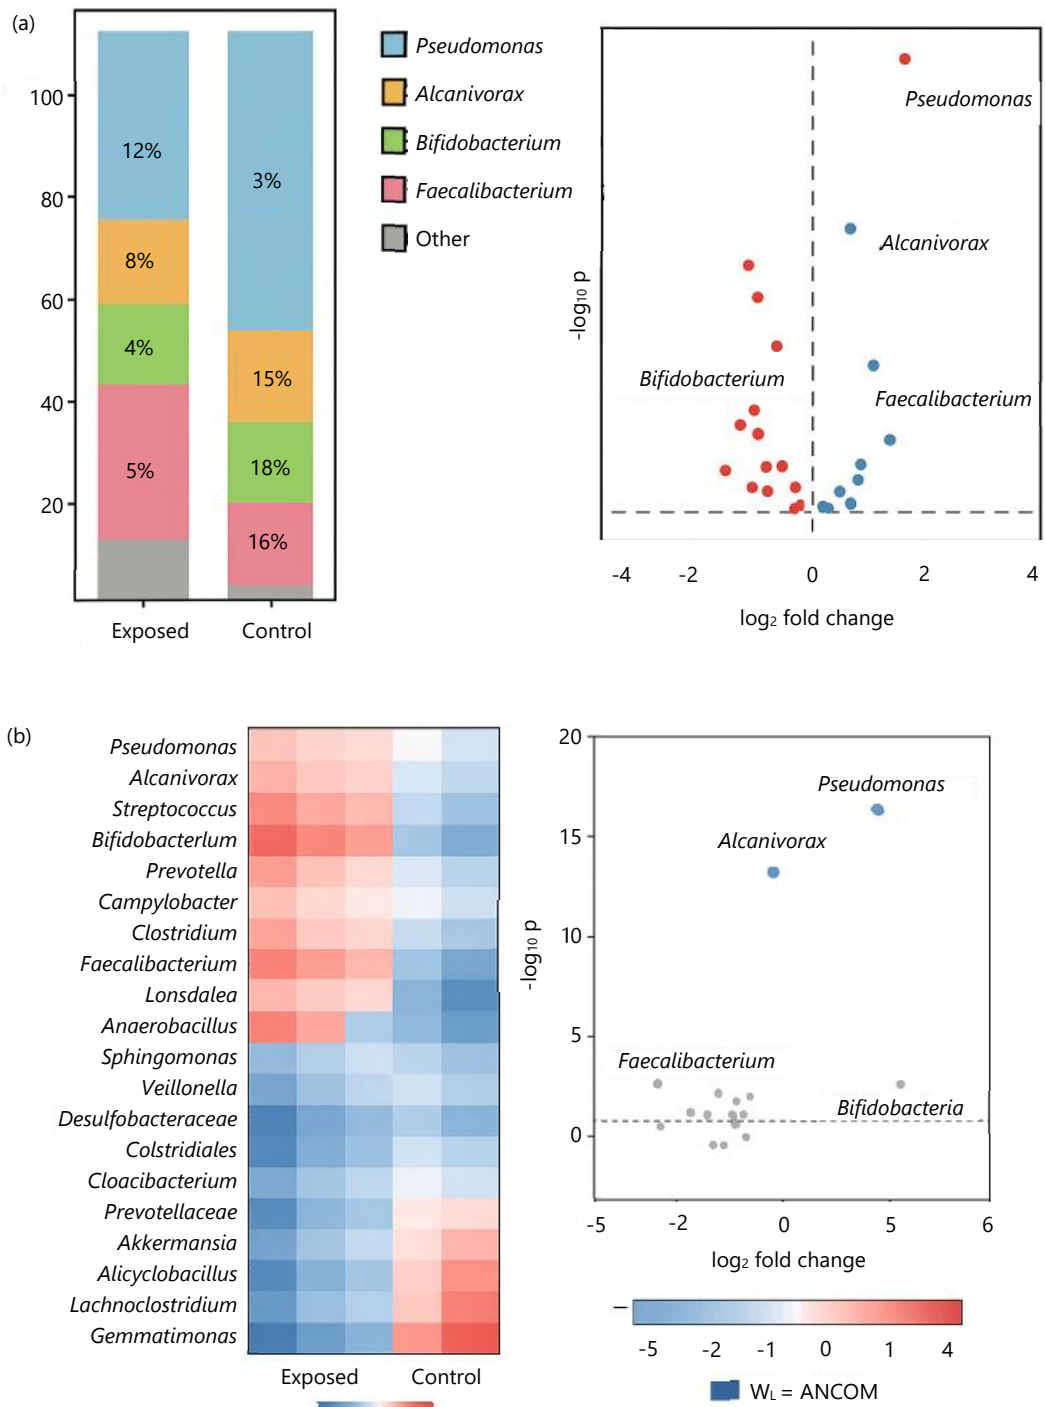 (a)
Pseudomonas
Alcanivorax
Bifidobacterium
Faecalibacterium
Other
100
80
60
40
20
12%
8%
4%
5%
3%
15%
18%
16%
Exposed
Control
-log10 p
Pseudomonas
Alcanivorax
Bifidobacterium
Faecalibacterium
-4 -2 0 2 4
log2 fold change
(b)
Pseudomonas
Alcanivorax
Streptococcus
Bifidobacterlum
Prevotella
Campylobacter
Clostridium
Faecalibacterium
Lonsdalea
Anaerobacillus
Sphingomonas
Veillonella
Desulfobacteraceae
Colstridiales
Cloacibacterium
Prevotellaceae
Akkermansia
Alicyclobacillus
Lachnoclostridium
Gemmatimonas
Exposed
Control
20
15
10
5
0
-log10 p
Pseudomonas
Alcanivorax
Faecalibacterium
Bifidobacteria
-5 -2 0 5 6
log2 fold change
-5 -2 -1 0 1 4
WL = ANCOM